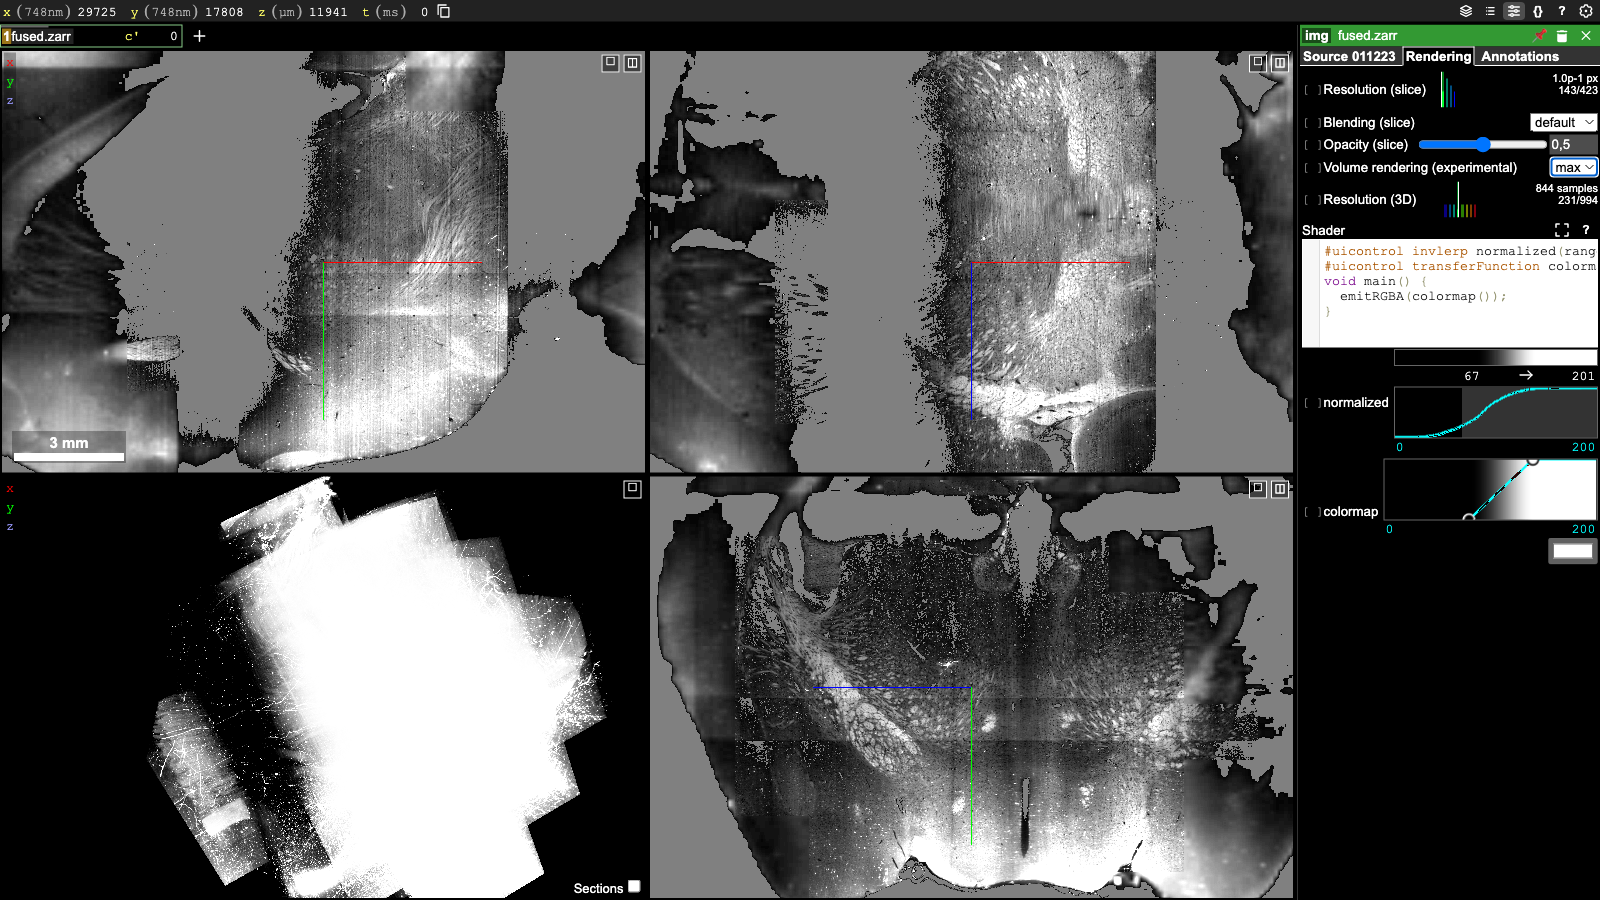 x (748nm) 29725 y (748nm) 17808 z (μm) 11941 t (ms) 0
1 fused.zarr c' 0 +
x
y
z
3 mm
x
y
z
Sections
img fused.zarr
Source 011223 Rendering Annotations
Resolution (slice) 1.0p-1 px
143/423
Blending (slice) default
Opacity (slice) 0,5
Volume rendering (experimental) max
Resolution (3D) 844 samples
231/994
Shader ?
#uicontrol invlerp normalized(rang
#uicontrol transferFunction colorm
void main() {
emitRGBA(colormap());
}
67 → 201
normalized
0 200
colormap
0 200